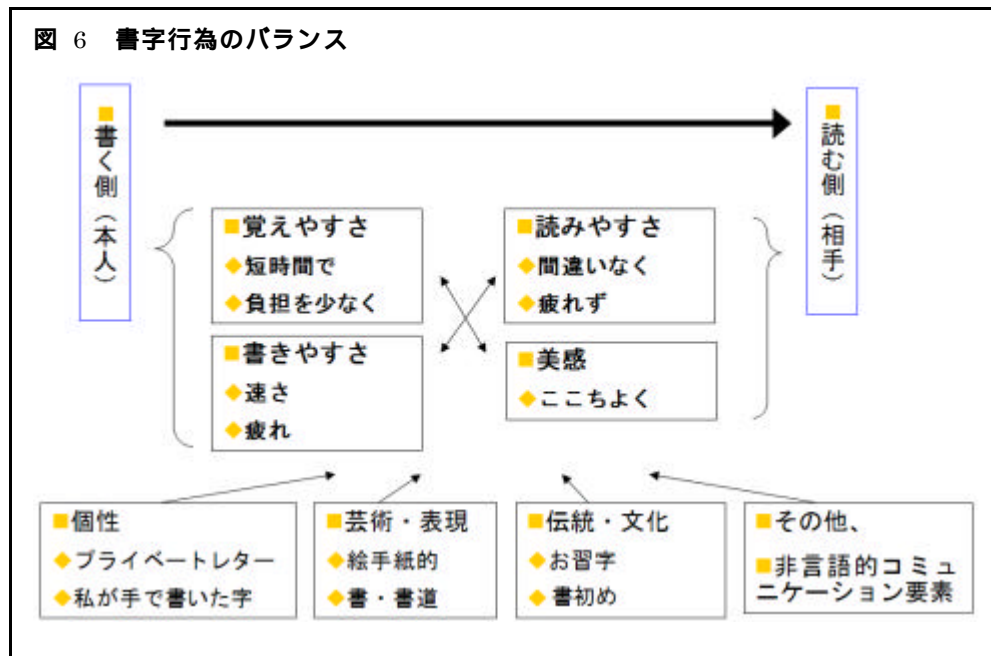 図 6 書字行為のバランス
■書く側（本人）
■読む側（相手）
■覚えやすさ
◆短時間で
◆負担を少なく
■書きやすさ
◆速さ
◆疲れ
■読みやすさ
◆間違いなく
◆疲れず
■美感
◆ここちよく
■個性
◆プライベートレター
◆私が手で書いた字
■芸術・表現
◆絵手紙的
◆書・書道
■伝統・文化
◆お習字
◆書初め
■その他、
■非言語的コミュ
ニケーション要素